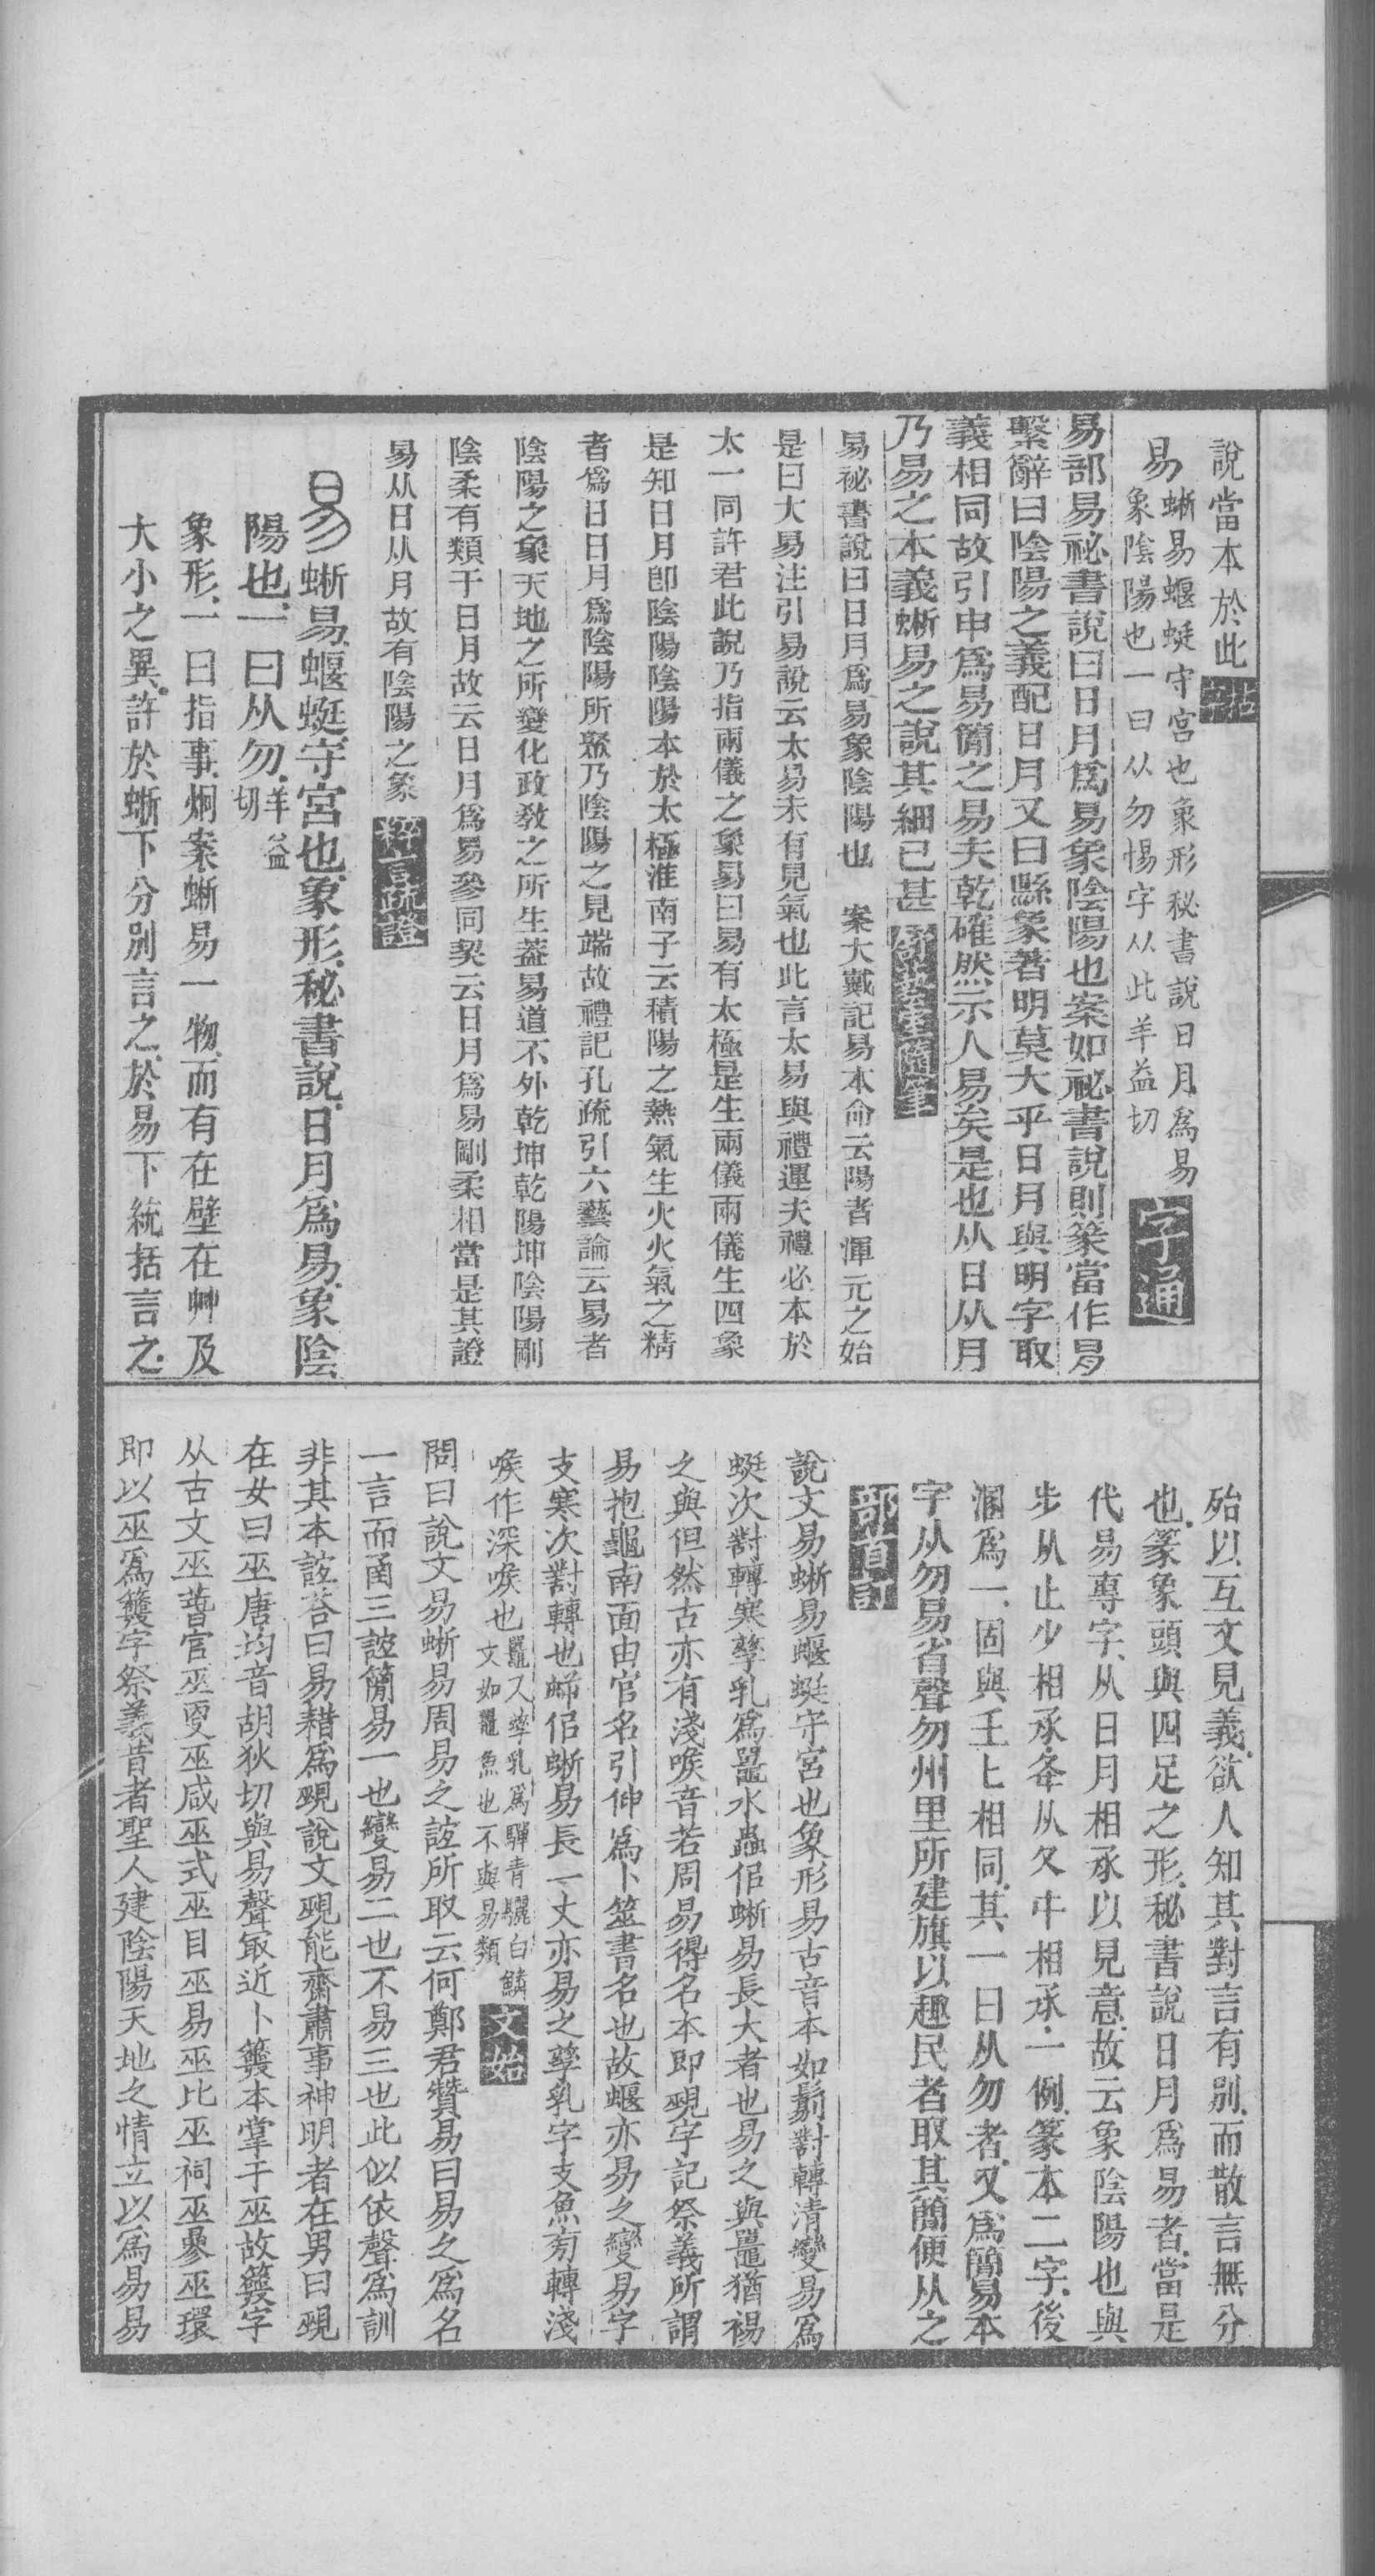 說當本於此
易
蜥易蝘蜓守宮也象形秘書說日月為易
象陰陽也一曰从勿惕字从此羊益切
字通
易部易祕書說曰日月爲易象陰陽也案如祕書說則篆當作昜
繫辭曰陰陽之義配日月又曰縣象著明莫大乎日月與明字取
義相同故引申爲易簡之易夫乾確然示人易矣是也从日从月
乃易之本義蜥易之說其細已甚
易祕書說曰日月爲易象陰陽也 案大戴記易本命云陽者渾元之始
是曰大易注引易說云太易未有見氣也此言太易與禮運夫禮必本於
太一同許君此說乃指兩儀之象易曰易有太極是生兩儀兩儀生四象
是知日月卽陰陽陰陽本於太極淮南子云積陽之熱氣生火火氣之精
者爲日日月爲陰陽所聚乃陰陽之見端故禮記孔疏引六藝論云易者
陰陽之象天地之所變化政敎之所生蓋易道不外乾坤乾陽坤陰陽剛
陰柔有類于日月故云日月爲易參同契云日月爲易剛柔相當是其證
易从日从月故有陰陽之象 稽言疏證
易蜥易、蝘蜓、守宮也、象形、秘書說、日月爲易、象陰
陽也、一曰从勿、羊益切
象形、一曰指事、炯案、蜥易一物、而有在壁在艸及
大小之異、許於蜥下分別言之、於易下統括言之、
殆以互文見義、欲人知其對言有別、而散言無分
也、篆象頭與四足之形、秘書說日月爲易者、當是
代易專字、从日月相承以見意、故云象陰陽也、與
步从止少相承夅从夂㐄相承、一例、篆本二字、後
溷爲一、固與壬𡈼相同、其一曰从勿者、又爲簡易本
字从勿易省聲勿州里所建旗以趣民者取其簡便从之
部首訂
說文易蜥易蝘蜓守宮也象形易古音本如鬄對轉清變易爲
蜓次對轉寒孳乳爲鼉水蟲佀蜥易長大者也易之與鼉猶裼
之與但然古亦有淺喉音若周易得名本卽覡字記祭義所謂
易抱龜南面由官名引伸爲卜筮書名也故蝘亦易之變易字
支寒次對轉也䖿佀蜥易長一丈亦易之孳乳字支魚旁轉淺
喉作深喉也
鼉又孳乳爲驒靑驪白鱗
文如鼉魚也不與易類
文始
問曰說文易蜥易周易之誼所取云何鄭君贊易曰易之爲名
一言而𠧟三誼簡易一也變易二也不易三也此似依聲爲訓
非其本誼荅曰易耤爲覡說文覡能齋肅事神明者在男曰覡
在女曰巫唐均音胡狄切與易聲冣近卜簭本掌于巫故簭字
从古文巫簭官巫更巫咸巫式巫目巫易巫比巫祠巫參巫環
卽以巫爲簭字祭義昔者聖人建陰陽天地之情立以爲易易